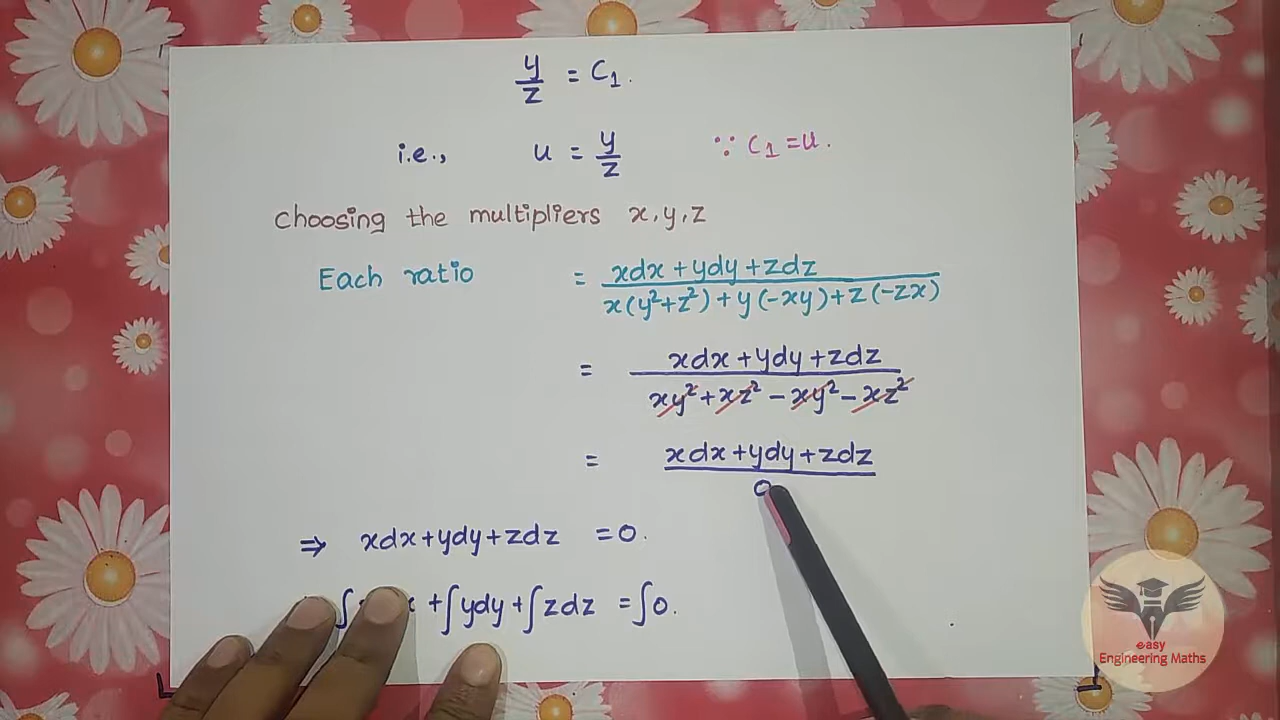 y/z = C₁.
i.e., u = y/z ∵ C₁ = u.
Choosing the multipliers x, y, z
Each ratio = xdx + ydy + zdz / x(y² + z²) + y(-xy) + z(-zx)
= xdx + ydy + zdz / xy² + xz² - xy² - xz²
= xdx + ydy + zdz / 0
⇒ xdx + ydy + zdz = 0.
∫ + ∫ydy + ∫zdz = ∫0.
easy
Engineering Maths